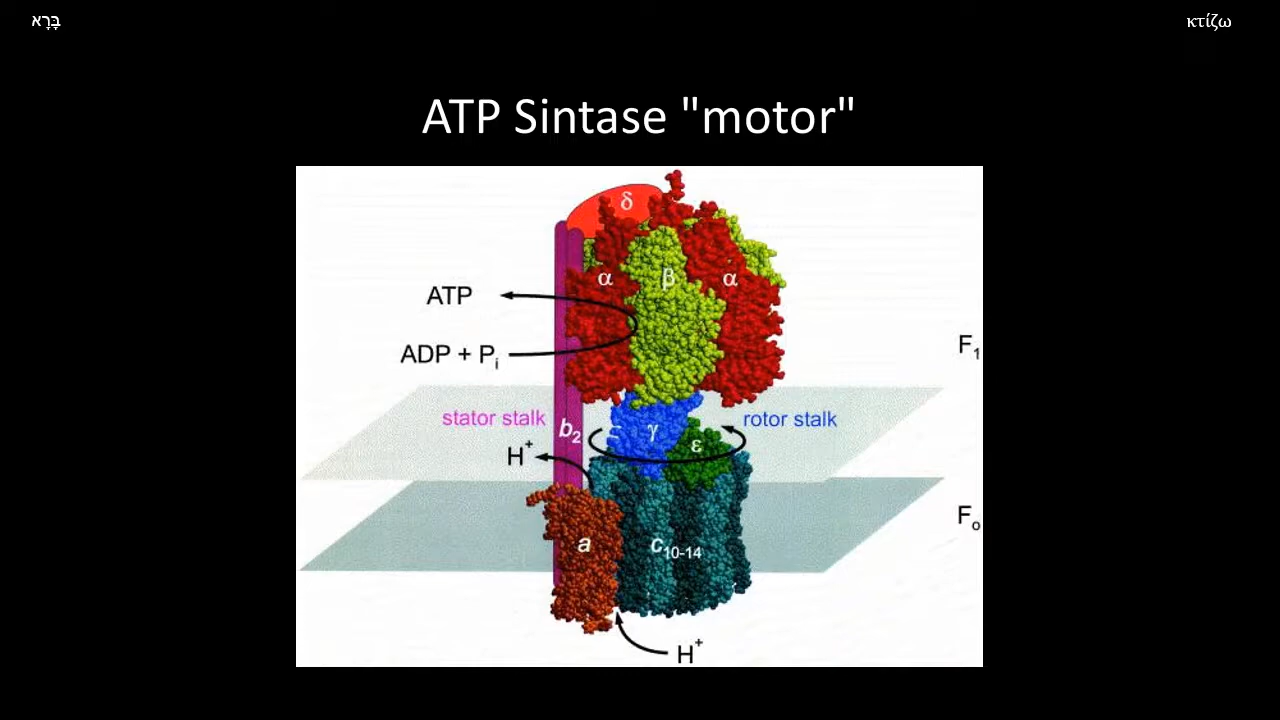 בָּרָא
κτίζω
ATP Sintase "motor"
δ
α
β
α
ATP
ADP + Pi
F1
stator stalk
b2
γ
rotor stalk
ε
H+
Fo
a
c10-14
H+